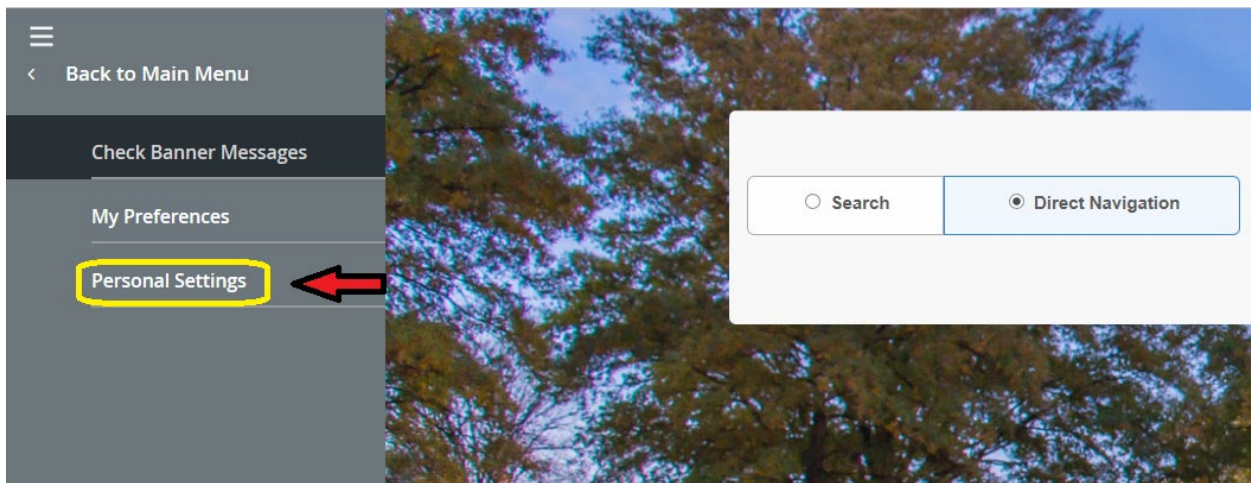 Back to Main Menu
Check Banner Messages
My Preferences
Personal Settings
Search
Direct Navigation